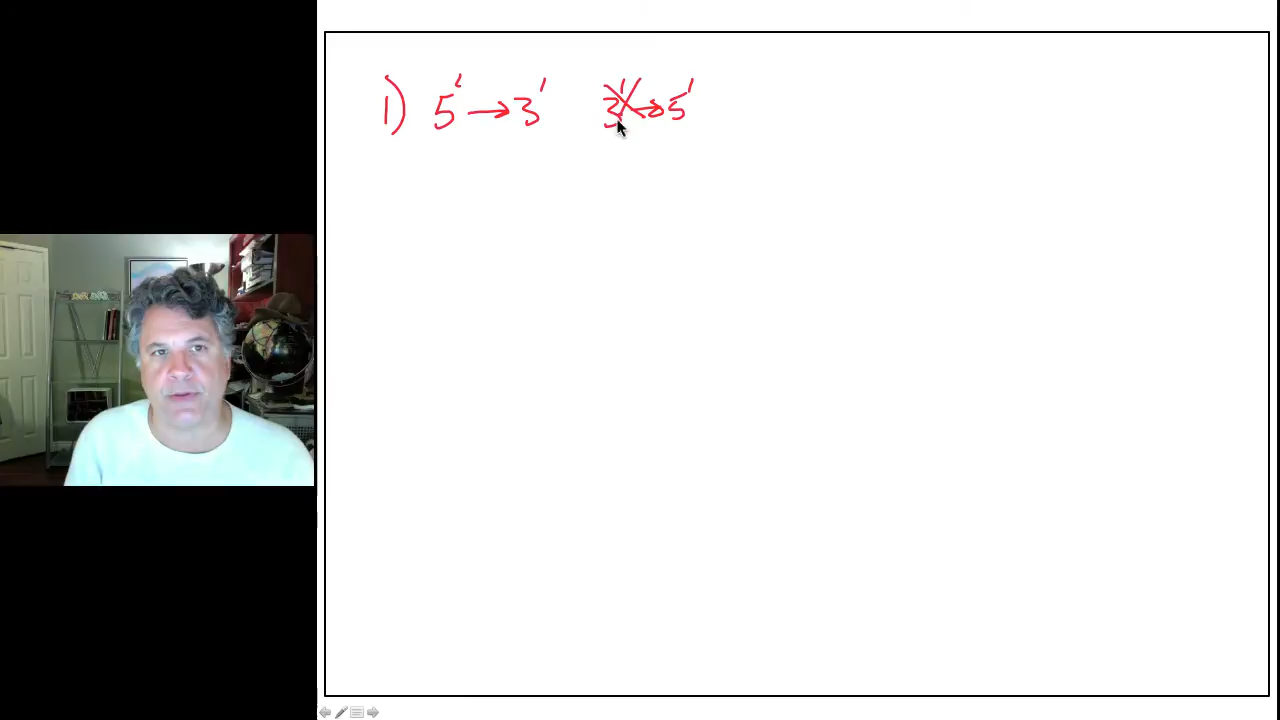 1) 5' → 3' 3' → 5'